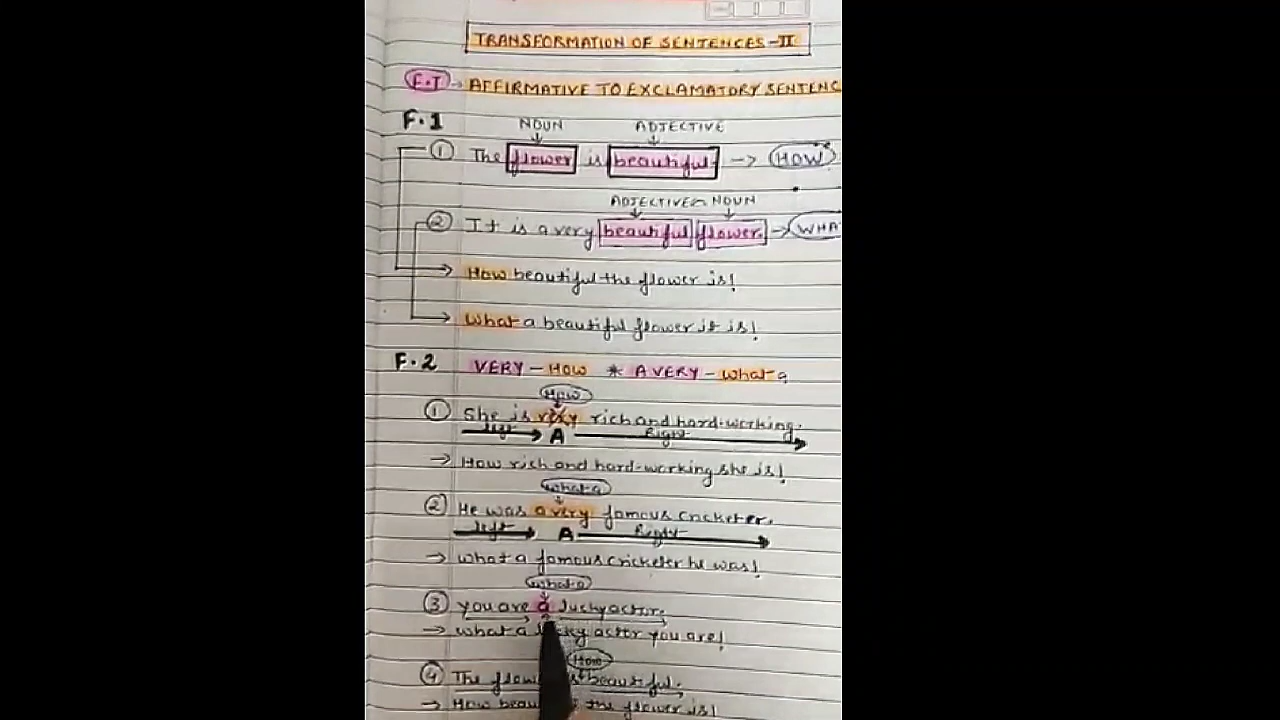 TRANSFORMATION OF SENTENCES-II
F.I → AFFIRMATIVE TO EXCLAMATORY SENTENC
F.1 NOUN ADJECTIVE
① The flower is beautiful. → HOW
ADJECTIVE NOUN
② It is a very beautiful flower. → WHA
How beautiful the flower is!
What a beautiful flower it is!
F.2 VERY - HOW * A VERY - what a
How
① She is very rich and hard-working.
left A Right
→ How rich and hard-working she is!
what a
② He was a very famous cricketer.
left A Right
→ what a famous cricketer he was!
what a
③ you are a lucky actor.
→ what a lucky actor you are!
How
④ The flow is beautiful.
→ How beau the flower is!